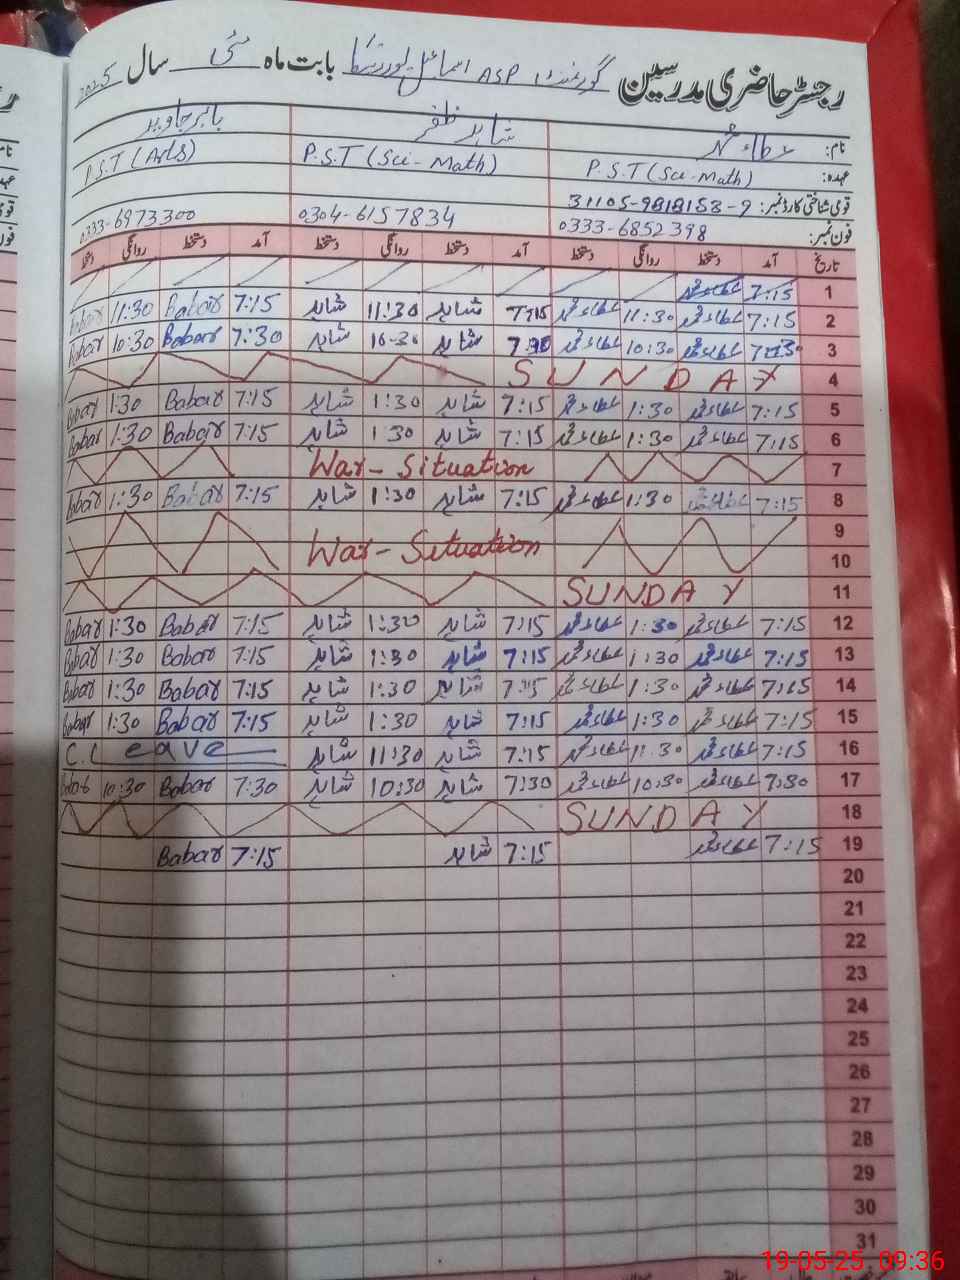 رجسٹر حاضری مدرسین گورنمنٹ ASP اسماعیل بابت ماہ مئی سال 2025
نام: عطاء محمد شاہد ظفر بابر جاوید
عہدہ: P.S.T (Sci-Math) P.S.T (Sci-Math) P.S.T (Arts)
قومی شناختی کارڈ نمبر: 31105-9818153-9
فون نمبر: 0333-6852398 0304-6157834 0333-6973300
تاریخ آمد دستخط روانگی دستخط آمد دستخط روانگی دستخط آمد دستخط روانگی دستخط
1 7:15 عطاء محمد
2 7:15 عطاء محمد 11:30 عطاء محمد 7:15 شاہد 11:30 شاہد 7:15 Babar 11:30 Babar
3 7:30 عطاء محمد 10:30 عطاء محمد 7:30 شاہد 10:30 شاہد 7:30 Babar 10:30 Babar
4 SUNDAY
5 7:15 عطاء محمد 1:30 عطاء محمد 7:15 شاہد 1:30 شاہد 7:15 Babar 1:30 Babar
6 7:15 عطاء محمد 1:30 عطاء محمد 7:15 شاہد 1:30 شاہد 7:15 Babar 1:30 Babar
7 War-Situation
8 7:15 عطاء محمد 1:30 عطاء محمد 7:15 شاہد 1:30 شاہد 7:15 Babar 1:30 Babar
9
10 War-Situation
11 SUNDAY
12 7:15 عطاء محمد 1:30 عطاء محمد 7:15 شاہد 1:30 شاہد 7:15 Babar 1:30 Babar
13 7:15 عطاء محمد 1:30 عطاء محمد 7:15 شاہد 1:30 شاہد 7:15 Babar 1:30 Babar
14 7:15 عطاء محمد 1:30 عطاء محمد 7:15 شاہد 1:30 شاہد 7:15 Babar 1:30 Babar
15 7:15 عطاء محمد 1:30 عطاء محمد 7:15 شاہد 1:30 شاہد 7:15 Babar 1:30 Babar
16 7:15 عطاء محمد 11:30 عطاء محمد 7:15 شاہد 11:30 شاہد C. Leave
17 7:30 عطاء محمد 10:30 عطاء محمد 7:30 شاہد 10:30 شاہد 7:30 Babar 10:30 Babar
18 SUNDAY
19 7:15 عطاء محمد 7:15 شاہد 7:15 Babar
20
21
22
23
24
25
26
27
28
29
30
31
19-05-25 09:36